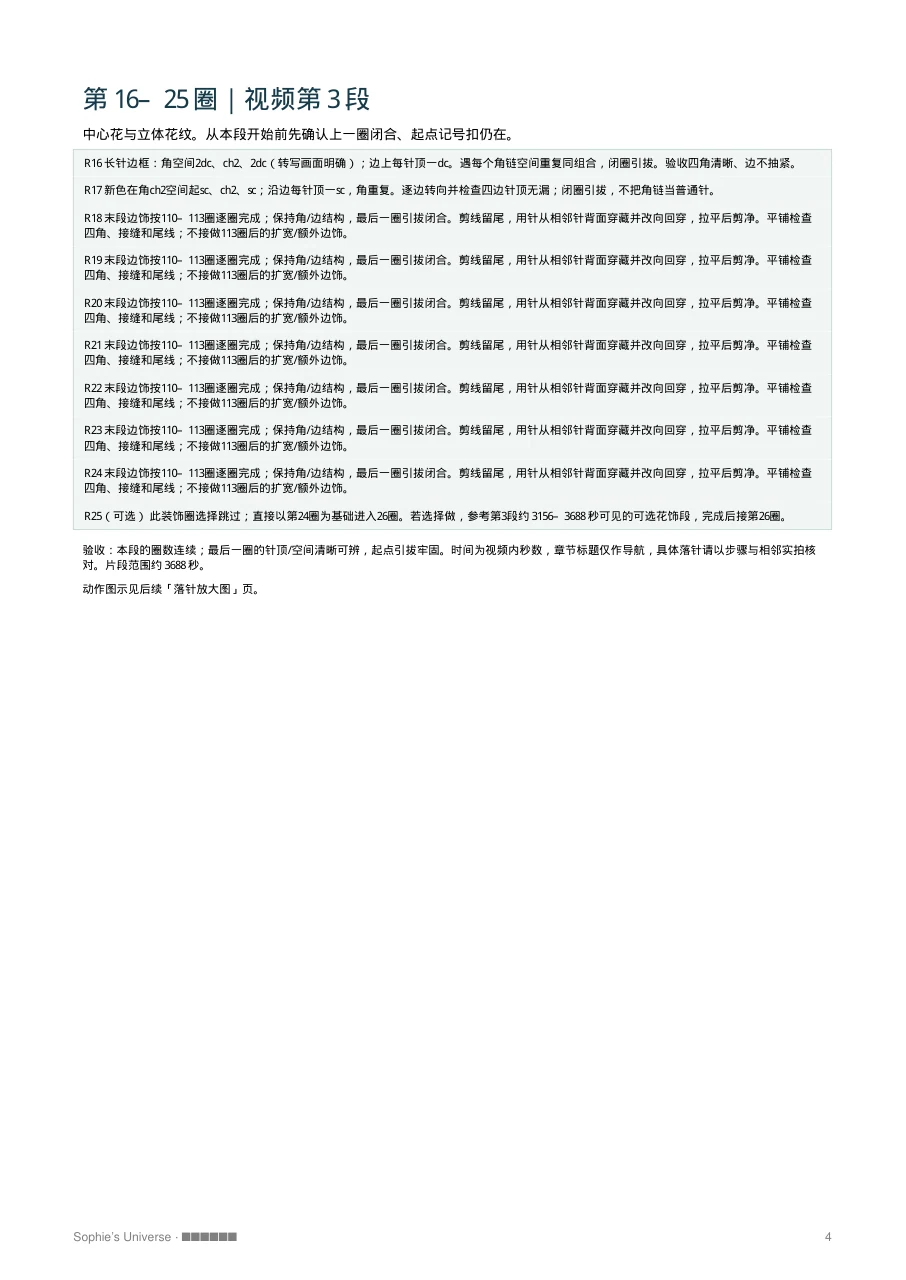 第 16– 25 圈 | 视频第 3 段
中心花与立体花纹。从本段开始前先确认上一圈闭合、起点记号扣仍在。
R16 长针边框：角空间2dc、ch2、2dc（转写画面明确）；边上每针顶一dc。遇每个角链空间重复同组合，闭圈引拔。验收四角清晰、边不抽紧。
R17 新色在角ch2空间起sc、ch2、sc；沿边每针顶一sc，角重复。逐边转向并检查四边针顶无漏；闭圈引拔，不把角链当普通针。
R18 末段边饰按110– 113圈逐圈完成；保持角/边结构，最后一圈引拔闭合。剪线留尾，用针从相邻针背面穿藏并改向回穿，拉平后剪净。平铺检查
四角、接缝和尾线；不接做113圈后的扩宽/额外边饰。
R19 末段边饰按110– 113圈逐圈完成；保持角/边结构，最后一圈引拔闭合。剪线留尾，用针从相邻针背面穿藏并改向回穿，拉平后剪净。平铺检查
四角、接缝和尾线；不接做113圈后的扩宽/额外边饰。
R20 末段边饰按110– 113圈逐圈完成；保持角/边结构，最后一圈引拔闭合。剪线留尾，用针从相邻针背面穿藏并改向回穿，拉平后剪净。平铺检查
四角、接缝和尾线；不接做113圈后的扩宽/额外边饰。
R21 末段边饰按110– 113圈逐圈完成；保持角/边结构，最后一圈引拔闭合。剪线留尾，用针从相邻针背面穿藏并改向回穿，拉平后剪净。平铺检查
四角、接缝和尾线；不接做113圈后的扩宽/额外边饰。
R22 末段边饰按110– 113圈逐圈完成；保持角/边结构，最后一圈引拔闭合。剪线留尾，用针从相邻针背面穿藏并改向回穿，拉平后剪净。平铺检查
四角、接缝和尾线；不接做113圈后的扩宽/额外边饰。
R23 末段边饰按110– 113圈逐圈完成；保持角/边结构，最后一圈引拔闭合。剪线留尾，用针从相邻针背面穿藏并改向回穿，拉平后剪净。平铺检查
四角、接缝和尾线；不接做113圈后的扩宽/额外边饰。
R24 末段边饰按110– 113圈逐圈完成；保持角/边结构，最后一圈引拔闭合。剪线留尾，用针从相邻针背面穿藏并改向回穿，拉平后剪净。平铺检查
四角、接缝和尾线；不接做113圈后的扩宽/额外边饰。
R25（可选）此装饰圈选择跳过；直接以第24圈为基础进入26圈。若选择做，参考第3段约 3156– 3688 秒可见的可选花饰段，完成后接第26圈。
验收：本段的圈数连续；最后一圈的针顶/空间清晰可辨，起点引拔牢固。时间为视频内秒数，章节标题仅作导航，具体落针请以步骤与相邻实拍核
对。片段范围约 3688 秒。
动作图示见后续「落针放大图」页。
Sophie's Universe · ■■■■■■
4